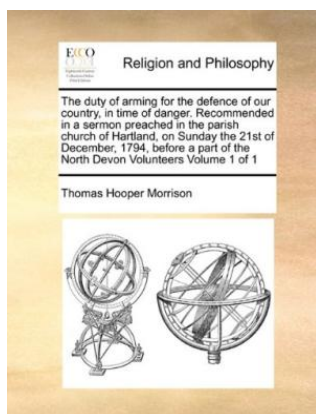 ECCO
Religion and Philosophy
The duty of arming for the defence of our
country, in time of danger. Recommended
in a sermon preached in the parish
church of Hartland, on Sunday the 21st of
December, 1794, before a part of the
North Devon Volunteers Volume 1 of 1
Thomas Hooper Morrison